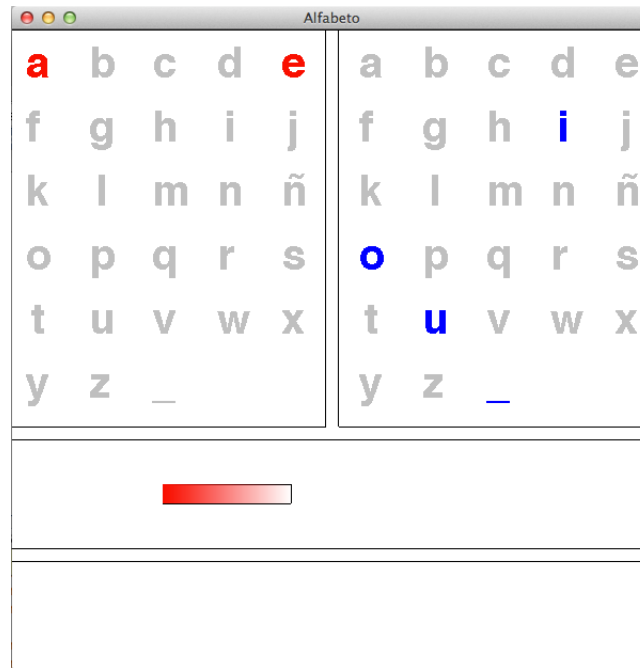 Alfabeto
a b c d e a b c d e
f g h i j f g h i j
k l m n ñ k l m n ñ
o p q r s o p q r s
t u v w x t u v w x
y z _ y z _